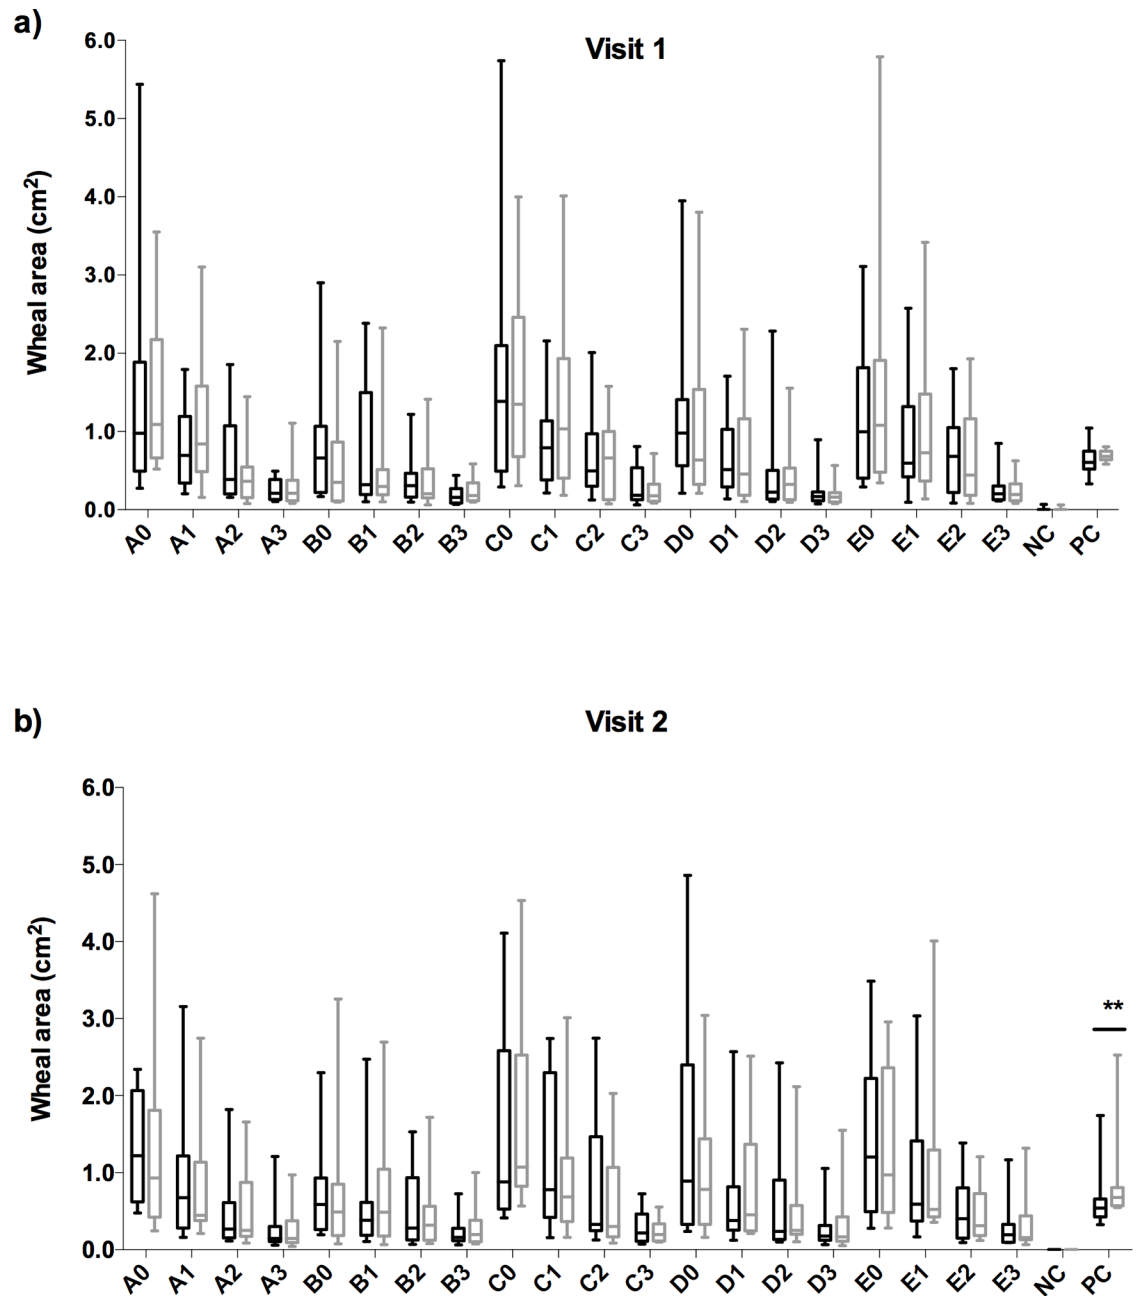 a)
Visit 1
Wheal area (cm²)
6.0
5.0
4.0
3.0
2.0
1.0
0.0
A0 A1 A2 A3 B0 B1 B2 B3 C0 C1 C2 C3 D0 D1 D2 D3 E0 E1 E2 E3 NC PC
b)
Visit 2
Wheal area (cm²)
6.0
5.0
4.0
3.0
2.0
1.0
0.0
**
A0 A1 A2 A3 B0 B1 B2 B3 C0 C1 C2 C3 D0 D1 D2 D3 E0 E1 E2 E3 NC PC